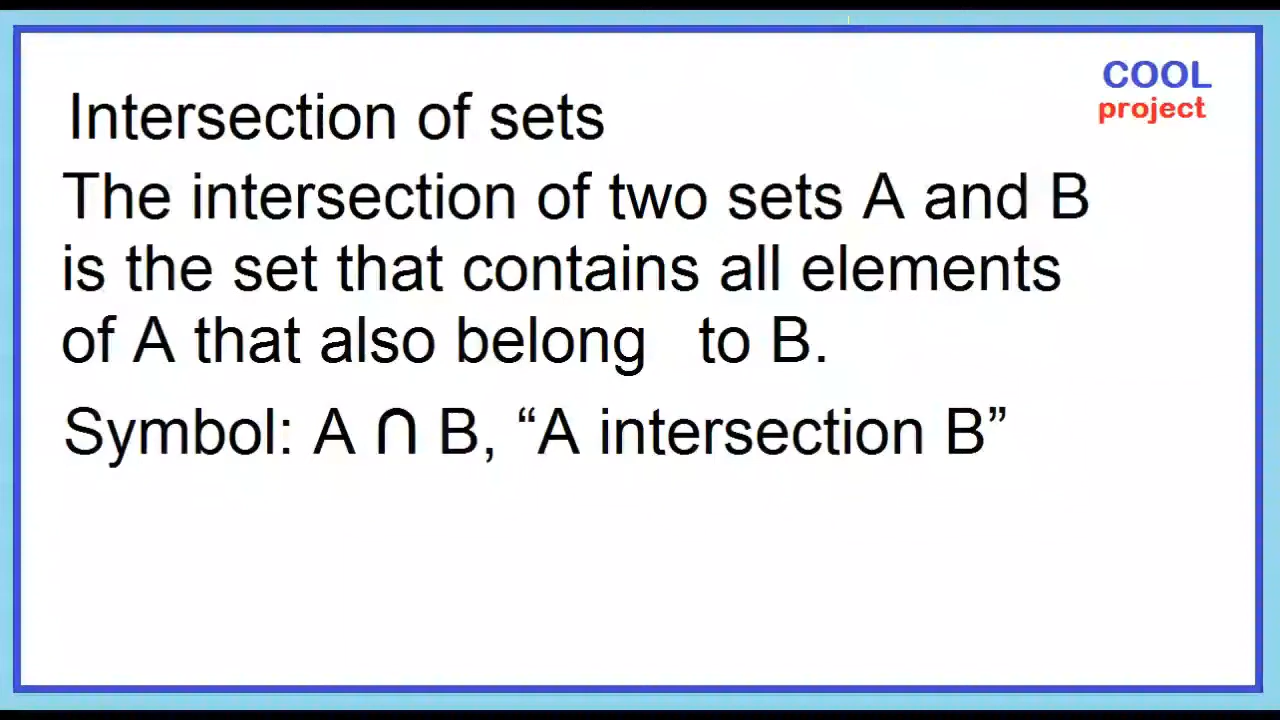 COOL
project
Intersection of sets
The intersection of two sets A and B
is the set that contains all elements
of A that also belong to B.
Symbol: A ∩ B, “A intersection B”